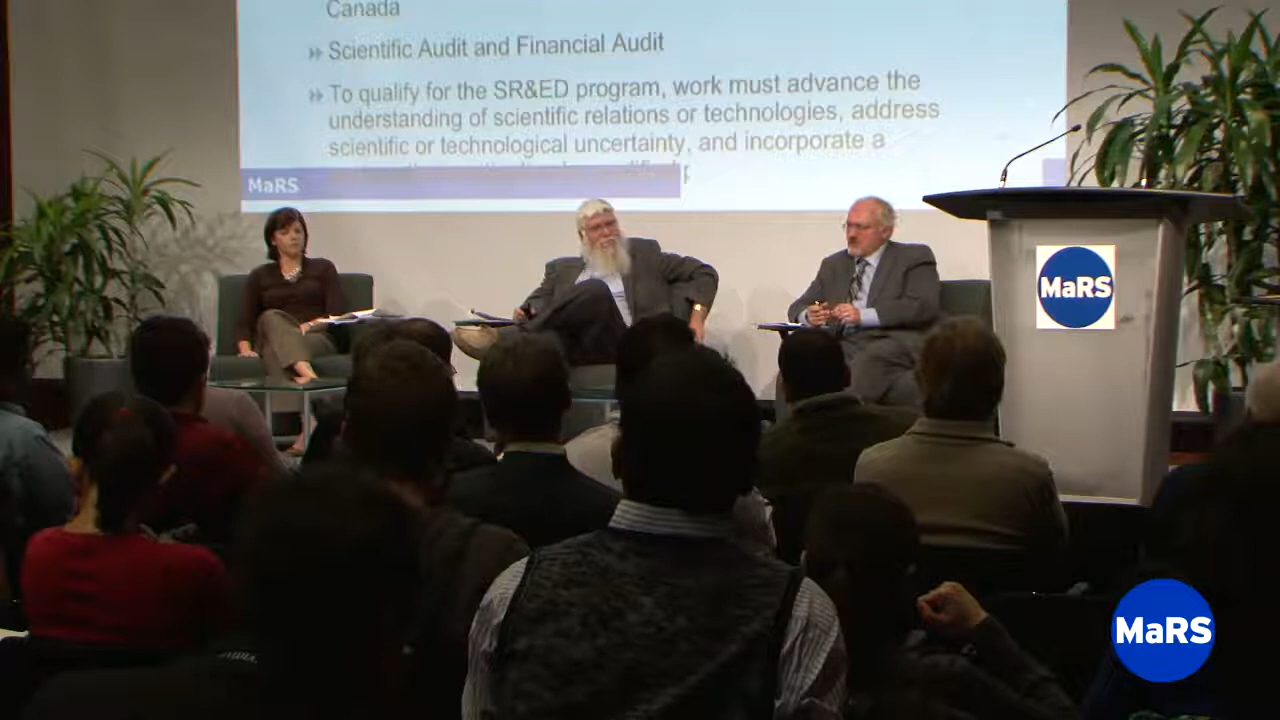 Canada
» Scientific Audit and Financial Audit
» To qualify for the SR&ED program, work must advance the
understanding of scientific relations or technologies, address
scientific or technological uncertainty, and incorporate a
MaRS
MaRS
MaRS